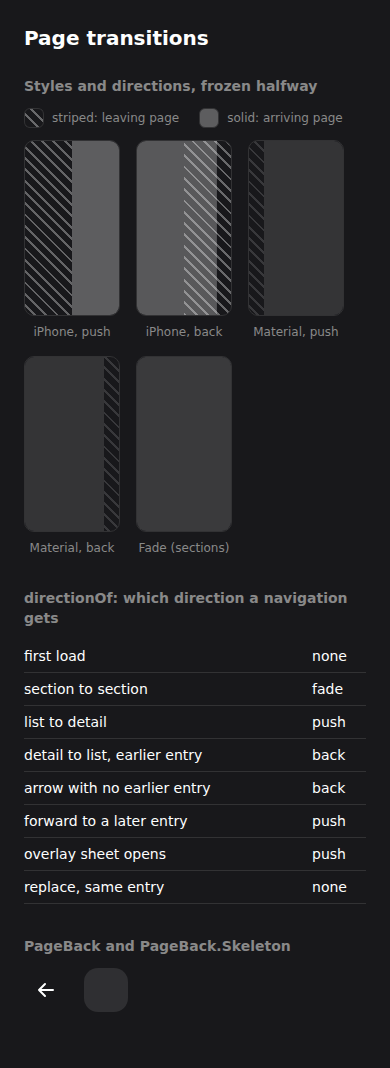 Page transitions
Styles and directions, frozen halfway
striped: leaving page
solid: arriving page
iPhone, push
iPhone, back
Material, push
Material, back
Fade (sections)
directionOf: which direction a navigation
gets
first load none
section to section fade
list to detail push
detail to list, earlier entry back
arrow with no earlier entry back
forward to a later entry push
overlay sheet opens push
replace, same entry none
PageBack and PageBack.Skeleton